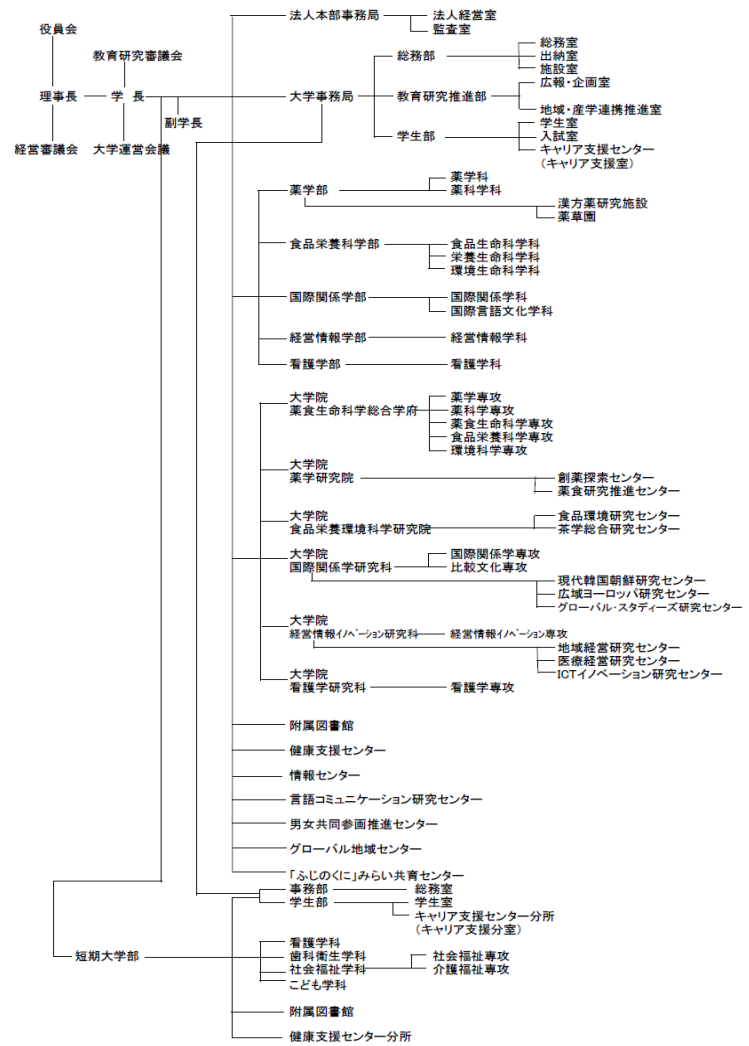 役員会
教育研究審議会
理事長
学　長
副学長
経営審議会
大学運営会議
法人本部事務局
法人経営室
監査室
大学事務局
総務部
総務室
出納室
施設室
教育研究推進部
広報・企画室
地域・産学連携推進室
学生部
学生室
入試室
キャリア支援センター
（キャリア支援室）
薬学部
薬学科
薬科学科
漢方薬研究施設
薬草園
食品栄養科学部
食品生命科学科
栄養生命科学科
環境生命科学科
国際関係学部
国際関係学科
国際言語文化学科
経営情報学部
経営情報学科
看護学部
看護学科
大学院
薬食生命科学総合学府
薬学専攻
薬科学専攻
薬食生命科学専攻
食品栄養科学専攻
環境科学専攻
大学院
薬学研究院
創薬探索センター
薬食研究推進センター
大学院
食品栄養環境科学研究院
食品環境研究センター
茶学総合研究センター
大学院
国際関係学研究科
国際関係学専攻
比較文化専攻
現代韓国朝鮮研究センター
広域ヨーロッパ研究センター
グローバル・スタディーズ研究センター
大学院
経営情報イノベーション研究科
経営情報イノベーション専攻
地域経営研究センター
医療経営研究センター
ICTイノベーション研究センター
大学院
看護学研究科
看護学専攻
附属図書館
健康支援センター
情報センター
言語コミュニケーション研究センター
男女共同参画推進センター
グローバル地域センター
「ふじのくに」みらい共育センター
事務部
総務室
学生部
学生室
キャリア支援センター分所
（キャリア支援分室）
短期大学部
看護学科
歯科衛生学科
社会福祉学科
社会福祉専攻
介護福祉専攻
こども学科
附属図書館
健康支援センター分所